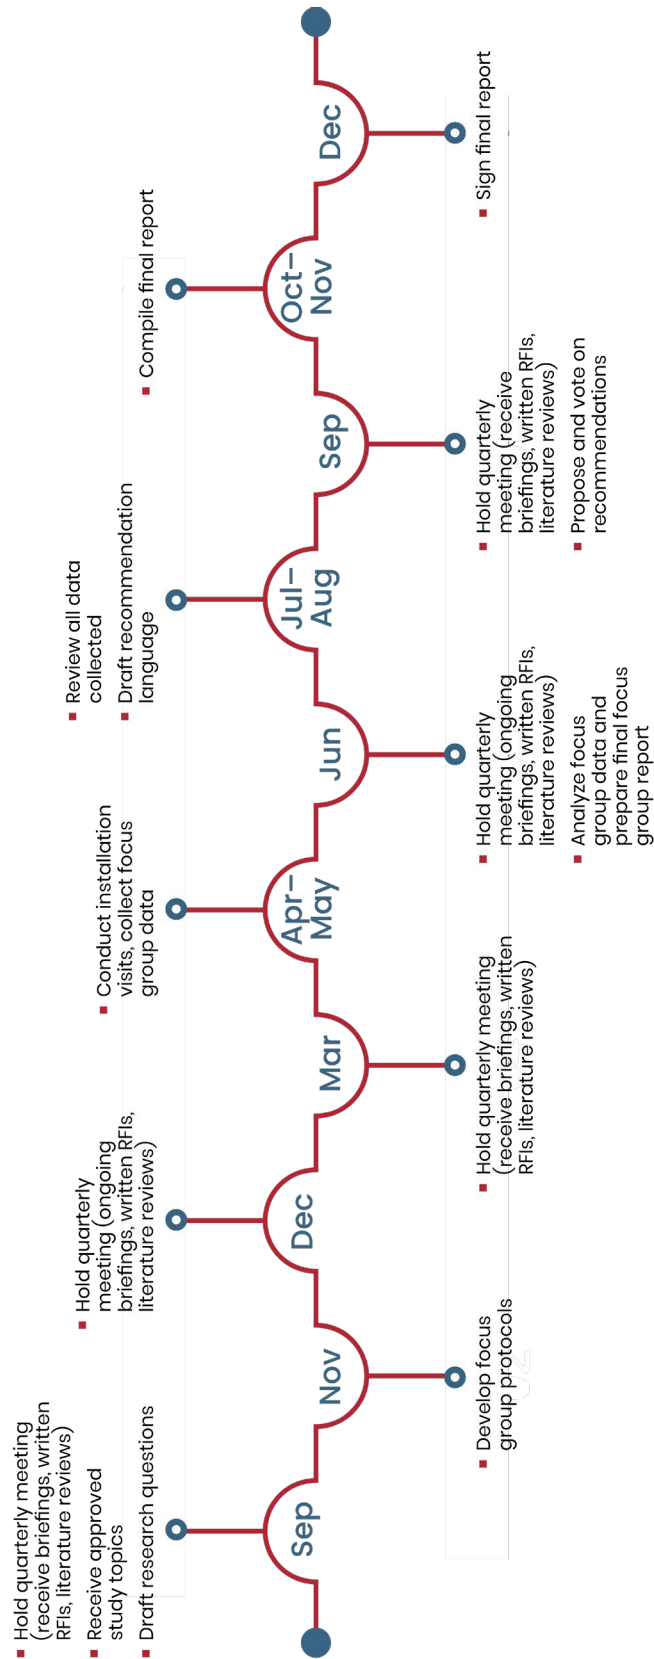 Hold quarterly meeting
(receive briefings, written
RFIs, literature reviews)
Receive approved
study topics
Draft research questions
Sep
Nov
Develop focus
group protocols
Hold quarterly
meeting (ongoing
briefings, written RFIs,
literature reviews)
Dec
Mar
Hold quarterly meeting
(receive briefings, written
RFIs, literature reviews)
Conduct installation
visits, collect focus
group data
Apr–
May
Jun
Hold quarterly
meeting (ongoing
briefings, written RFIs,
literature reviews)
Analyze focus
group data and
prepare final focus
group report
Review all data
collected
Draft recommendation
language
Jul–
Aug
Sep
Hold quarterly
meeting (receive
briefings, written RFIs,
literature reviews)
Propose and vote on
recommendations
Compile final report
Oct–
Nov
Dec
Sign final report